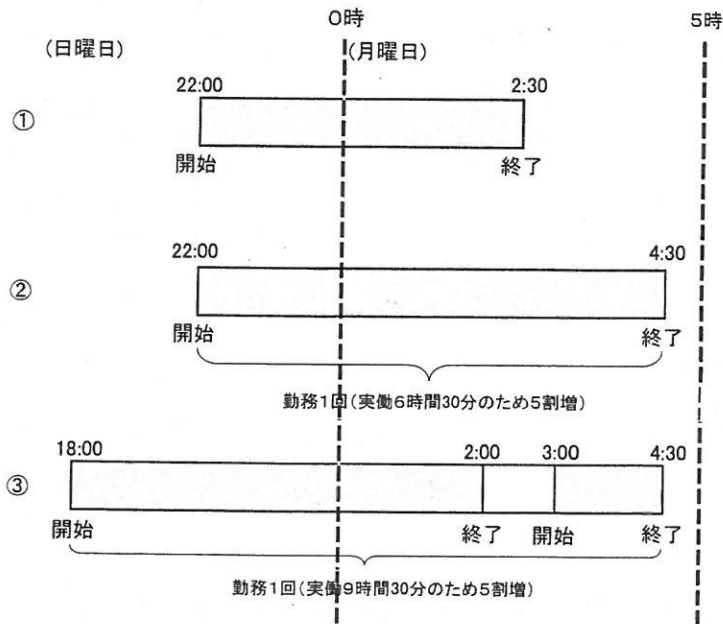 0時
5時
(日曜日)
(月曜日)
①
22:00
2:30
開始
終了
②
22:00
4:30
開始
終了
勤務1回(実働6時間30分のため5割増)
③
18:00
2:00
3:00
4:30
開始
終了
開始
終了
勤務1回(実働9時間30分のため5割増)